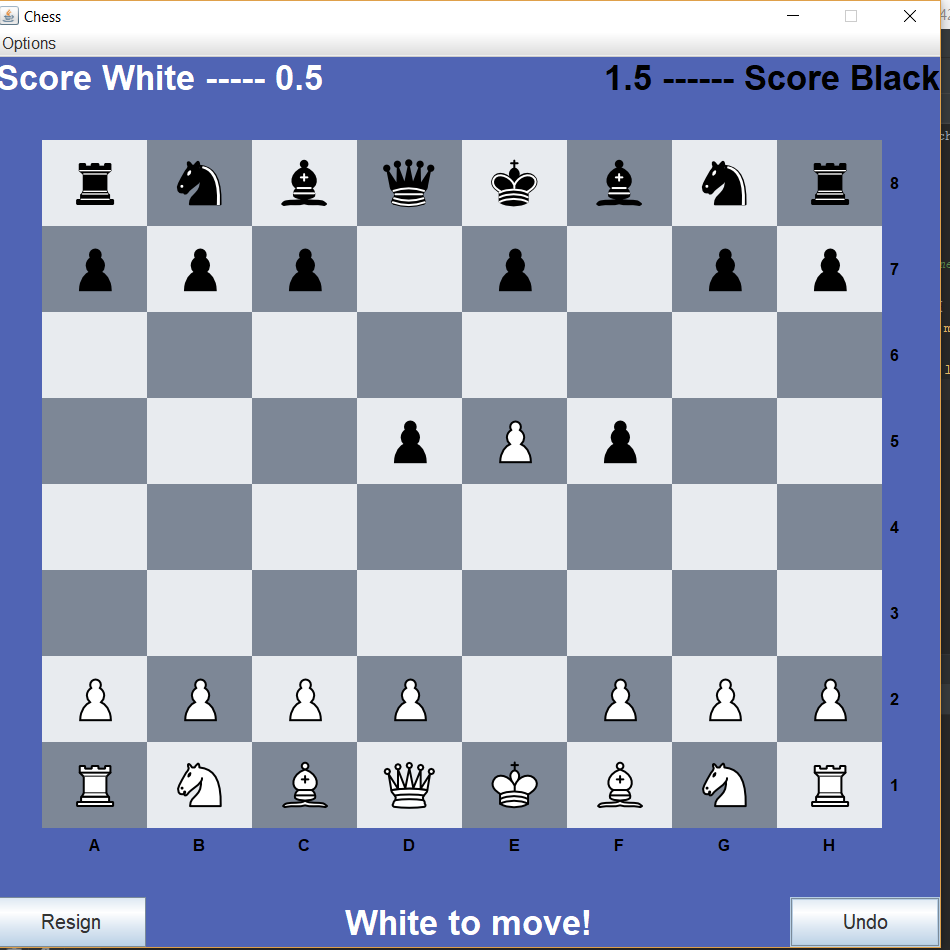 Chess
Options
Score White ----- 0.5
1.5 ------ Score Black
8
7
6
5
4
3
2
1
A B C D E F G H
Resign
White to move!
Undo